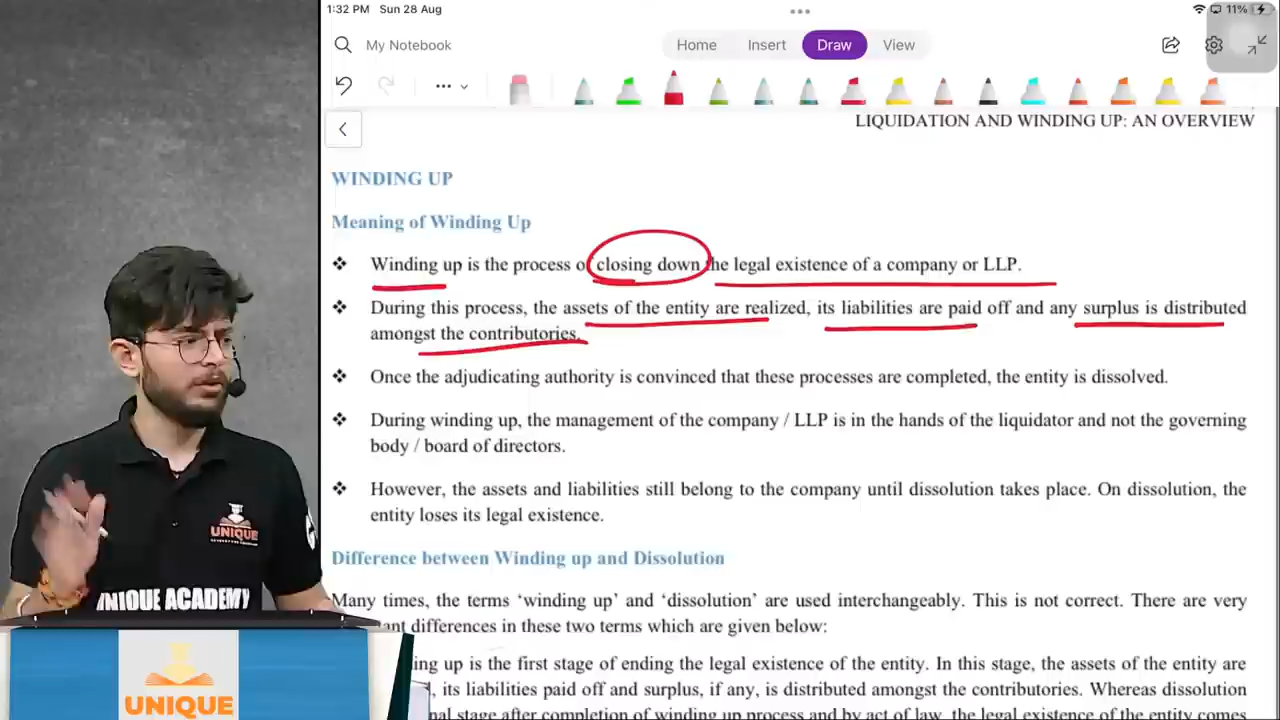 1:32 PM Sun 28 Aug
11%
My Notebook
Home Insert Draw View
LIQUIDATION AND WINDING UP: AN OVERVIEW
WINDING UP
Meaning of Winding Up
❖ Winding up is the process of closing down the legal existence of a company or LLP.
❖ During this process, the assets of the entity are realized, its liabilities are paid off and any surplus is distributed
amongst the contributories.
❖ Once the adjudicating authority is convinced that these processes are completed, the entity is dissolved.
❖ During winding up, the management of the company / LLP is in the hands of the liquidator and not the governing
body / board of directors.
❖ However, the assets and liabilities still belong to the company until dissolution takes place. On dissolution, the
entity loses its legal existence.
Difference between Winding up and Dissolution
Many times, the terms ‘winding up’ and ‘dissolution’ are used interchangeably. This is not correct. There are very
differences in these two terms which are given below:
up is the first stage of ending the legal existence of the entity. In this stage, the assets of the entity are
, its liabilities paid off and surplus, if any, is distributed amongst the contributories. Whereas dissolution
stage after completion of winding up process and by act of law, the legal existence of the entity comes
UNIQUE
UNIQUE ACADEMY
UNIQUE